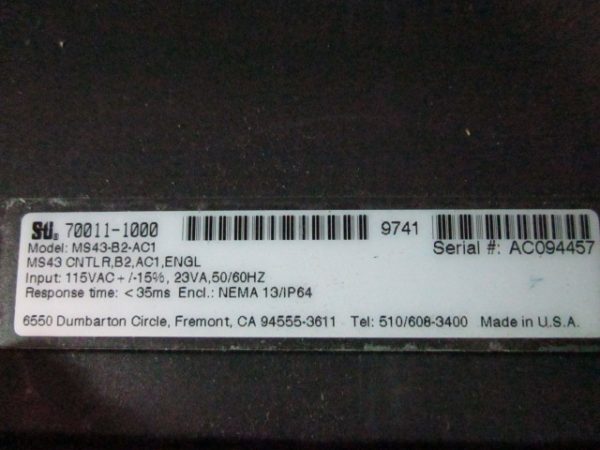 STI® 70011-1000 9741
Model: MS43-B2-AC1 Serial #: AC094457
MS43 CNTLR,B2,AC1,ENGL
Input: 115VAC +/-15%, 23VA,50/60HZ
Response time: <35ms Encl.: NEMA 13/IP64
6550 Dumbarton Circle, Fremont, CA 94555-3611 Tel: 510/608-3400 Made in U.S.A.